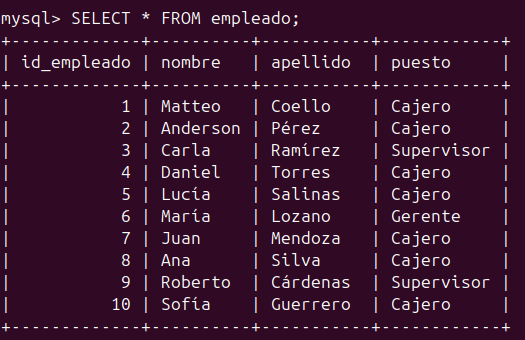 mysql> SELECT * FROM empleado;
+-------------+----------+-----------+------------+
| id_empleado | nombre   | apellido  | puesto     |
+-------------+----------+-----------+------------+
|           1 | Matteo   | Coello    | Cajero     |
|           2 | Anderson | Pérez     | Cajero     |
|           3 | Carla    | Ramírez   | Supervisor |
|           4 | Daniel   | Torres    | Cajero     |
|           5 | Lucía    | Salinas   | Cajero     |
|           6 | María    | Lozano    | Gerente    |
|           7 | Juan     | Mendoza   | Cajero     |
|           8 | Ana      | Silva     | Cajero     |
|           9 | Roberto  | Cárdenas  | Supervisor |
|          10 | Sofía    | Guerrero  | Cajero     |
+-------------+----------+-----------+------------+